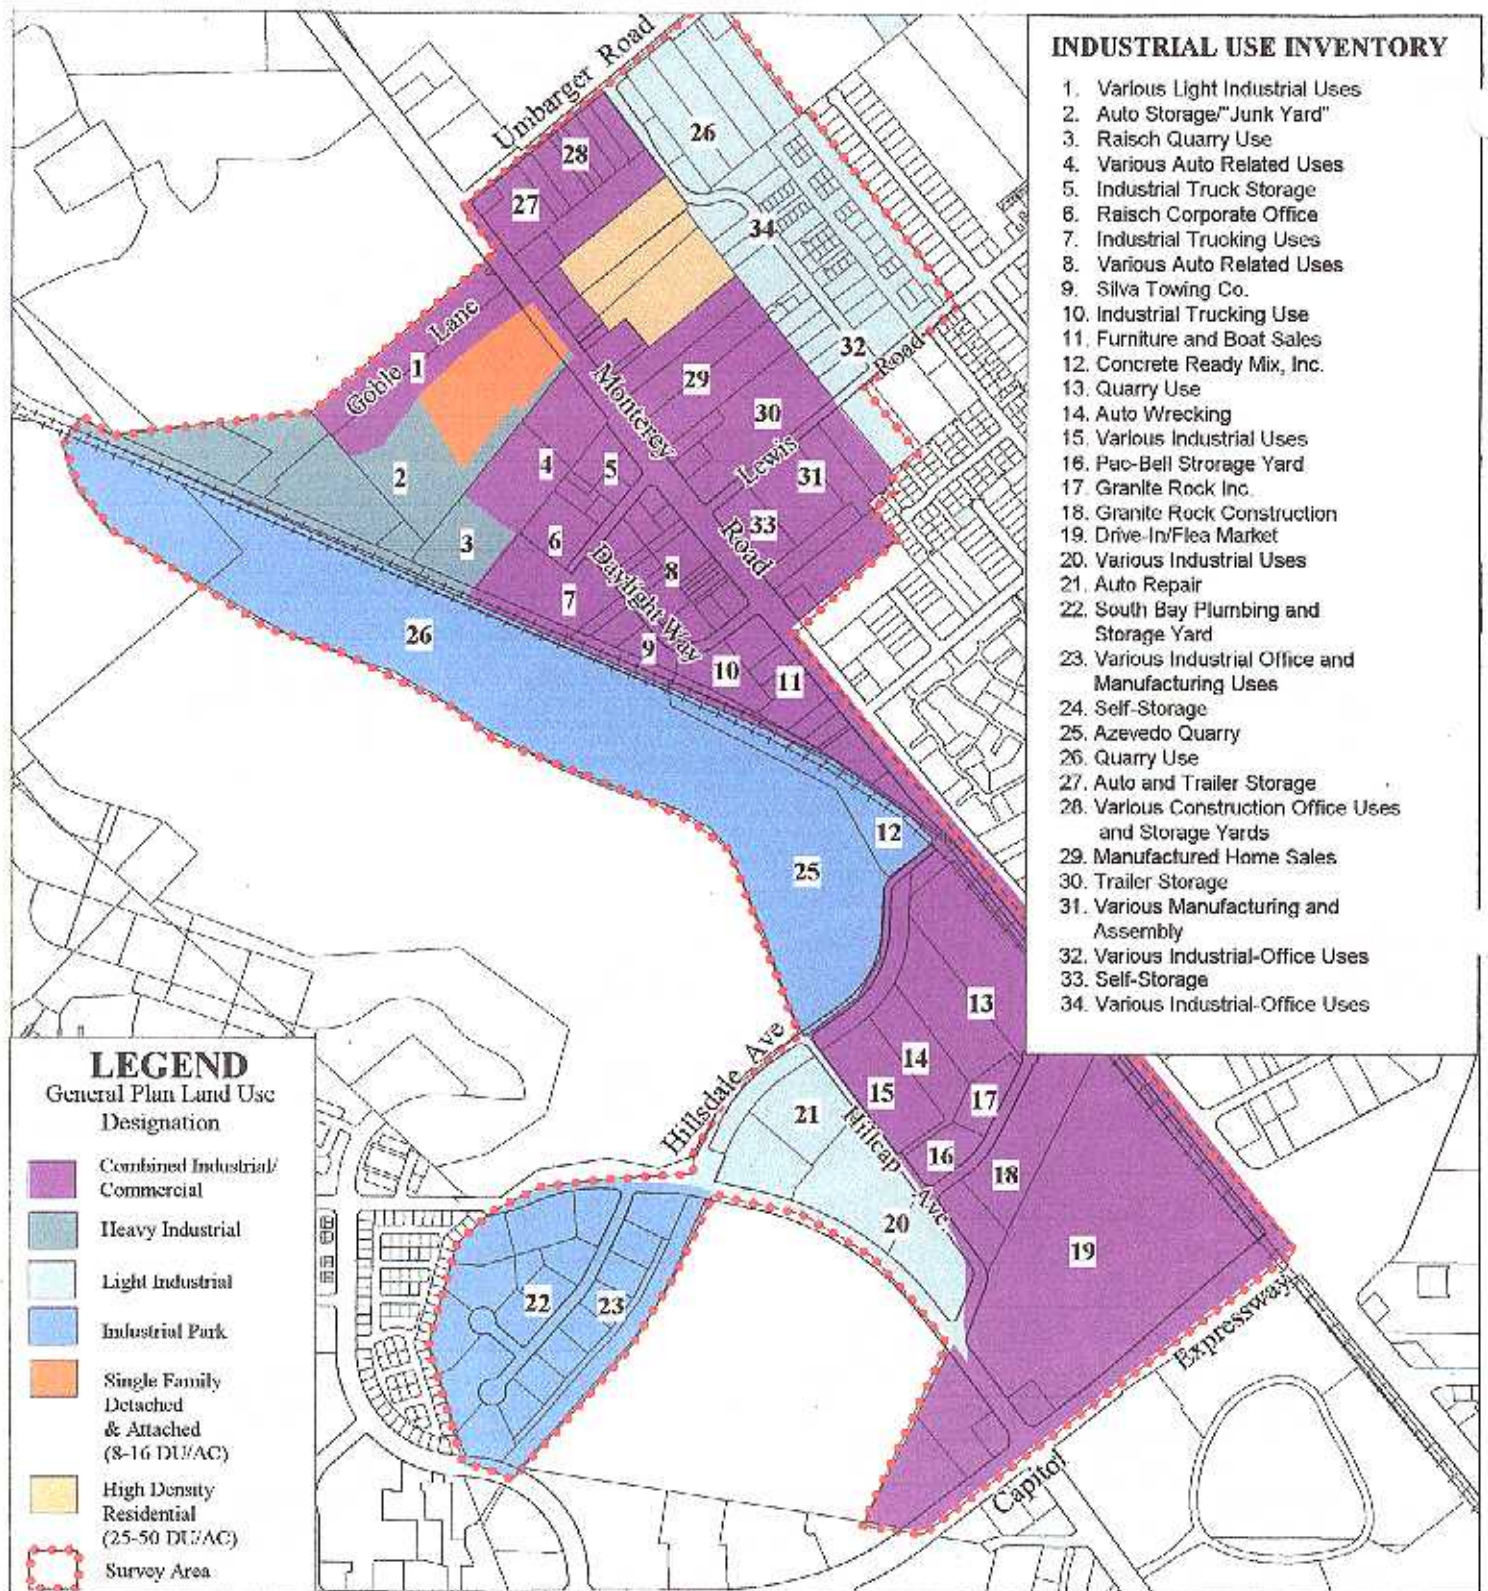 INDUSTRIAL USE INVENTORY
1. Various Light Industrial Uses
2. Auto Storage/"Junk Yard"
3. Raisch Quarry Use
4. Various Auto Related Uses
5. Industrial Truck Storage
6. Raisch Corporate Office
7. Industrial Trucking Uses
8. Various Auto Related Uses
9. Silva Towing Co.
10. Industrial Trucking Use
11. Furniture and Boat Sales
12. Concrete Ready Mix, Inc.
13. Quarry Use
14. Auto Wrecking
15. Various Industrial Uses
16. Pac-Bell Strorage Yard
17. Granite Rock Inc.
18. Granite Rock Construction
19. Drive-In/Flea Market
20. Various Industrial Uses
21. Auto Repair
22. South Bay Plumbing and
Storage Yard
23. Various Industrial Office and
Manufacturing Uses
24. Self-Storage
25. Azevedo Quarry
26. Quarry Use
27. Auto and Trailer Storage
28. Various Construction Office Uses
and Storage Yards
29. Manufactured Home Sales
30. Trailer Storage
31. Various Manufacturing and
Assembly
32. Various Industrial-Office Uses
33. Self-Storage
34. Various Industrial-Office Uses
Umbarger Road
26
28
27
34
Goble Lane
1
32
Road
29
Monterey
30
Lewis
4
5
31
2
33
Road
3
6
Daylight Way
8
7
26
9
10
11
12
25
13
Hillsdale Ave
14
15
17
21
Hillcap Ave.
16
18
20
19
22
23
Expressway
Capitol
LEGEND
General Plan Land Use
Designation
Combined Industrial/
Commercial
Heavy Industrial
Light Industrial
Industrial Park
Single Family
Detached
& Attached
(8-16 DU/AC)
High Density
Residential
(25-50 DU/AC)
Survey Area